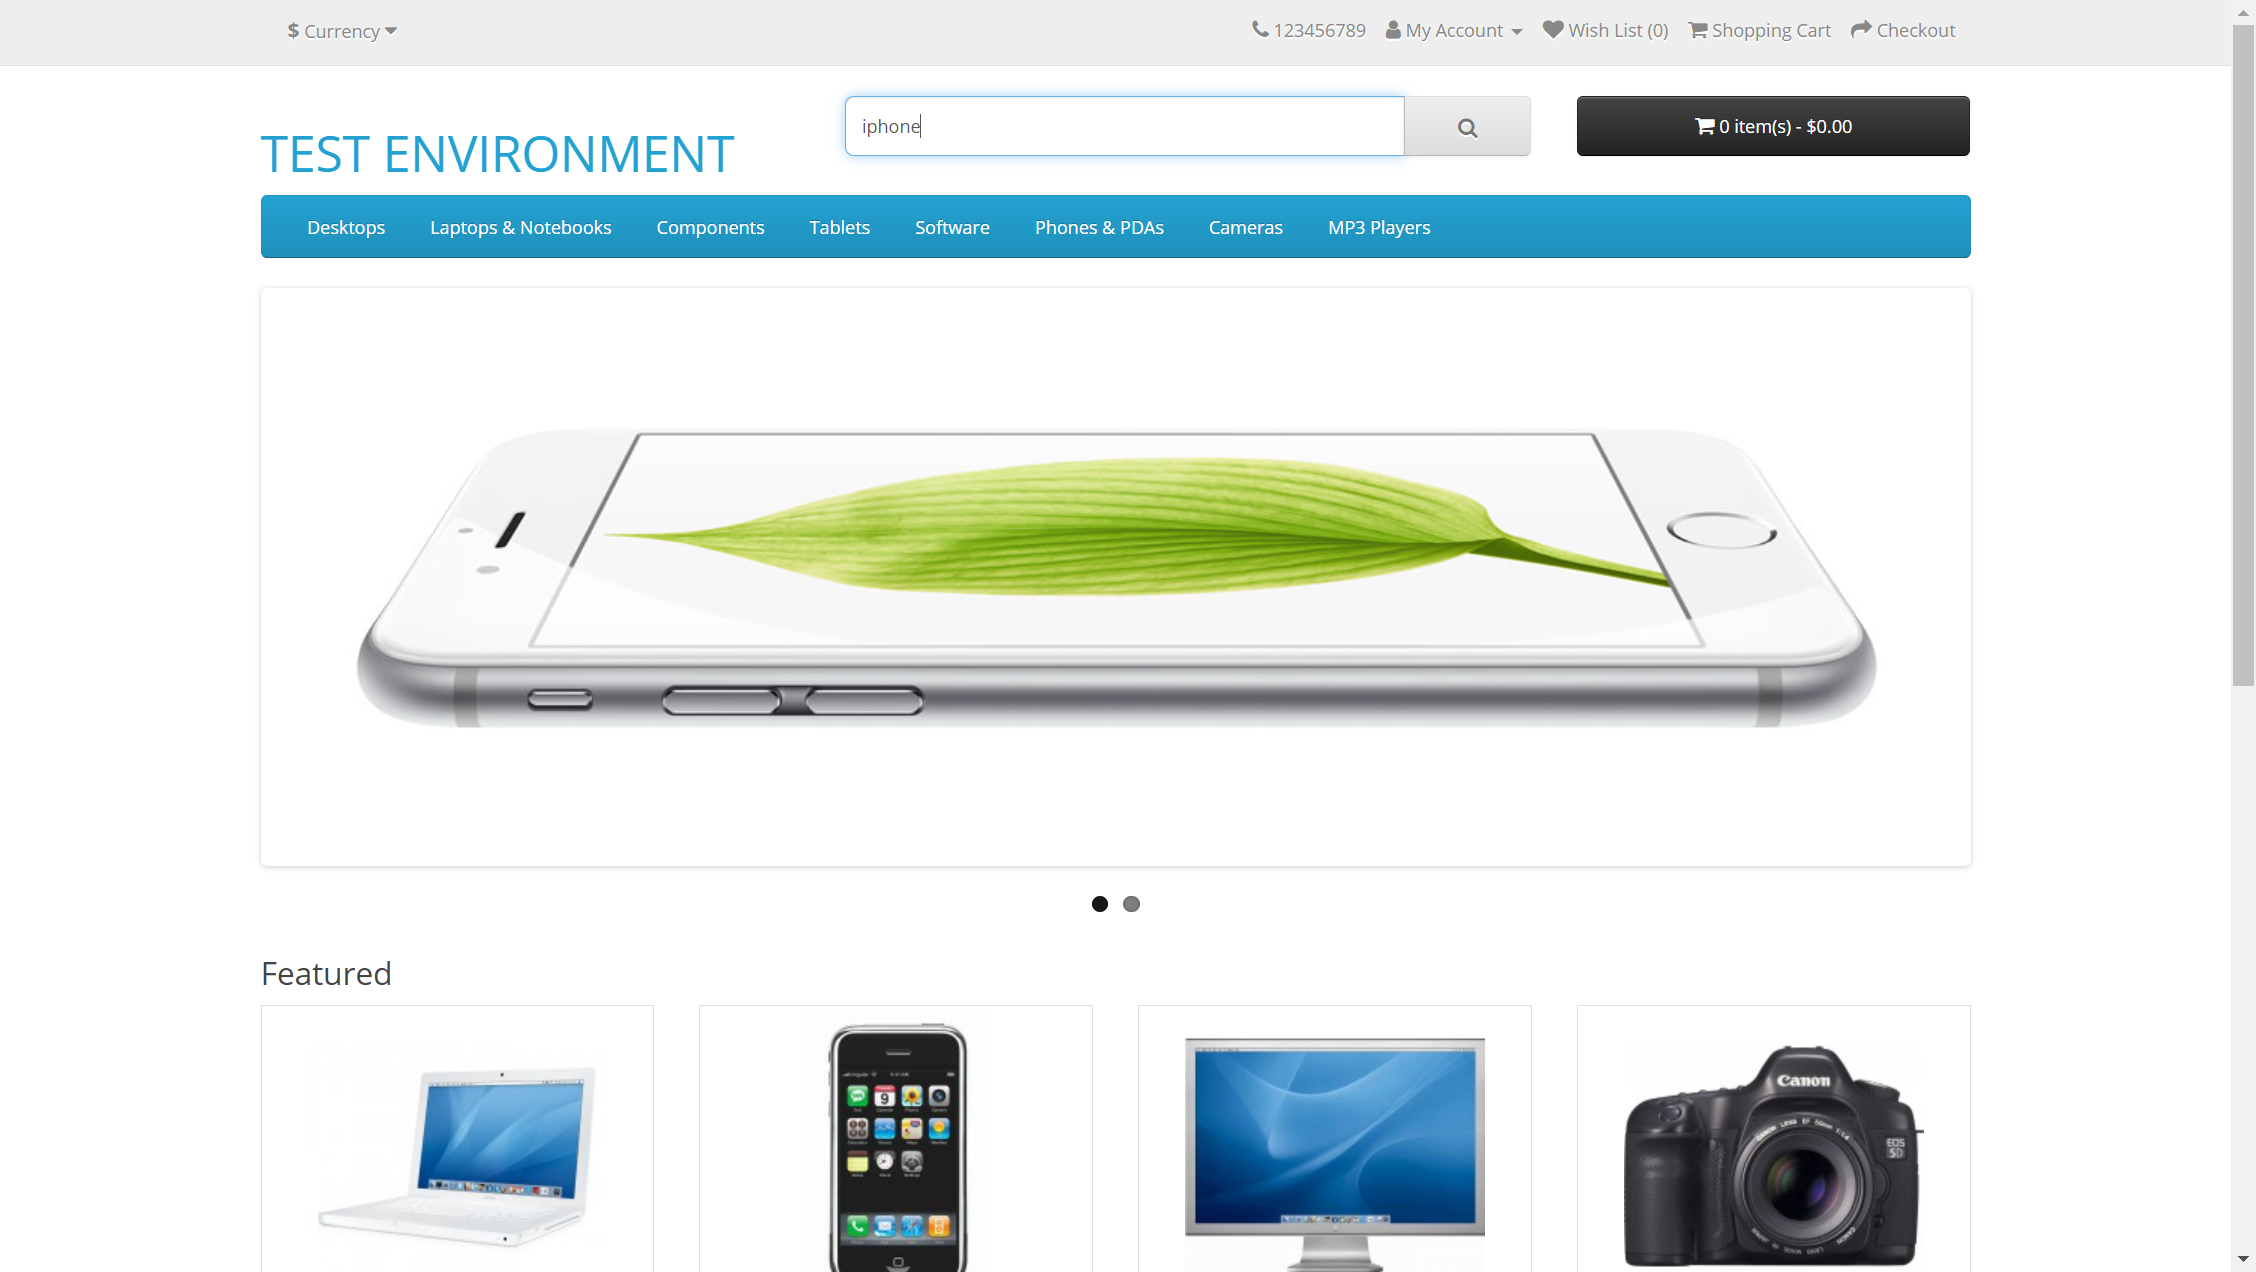 $ Currency
123456789 My Account Wish List (0) Shopping Cart Checkout
TEST ENVIRONMENT
iphone
0 item(s) - $0.00
Desktops Laptops & Notebooks Components Tablets Software Phones & PDAs Cameras MP3 Players
Featured
Canon
EOS
5D